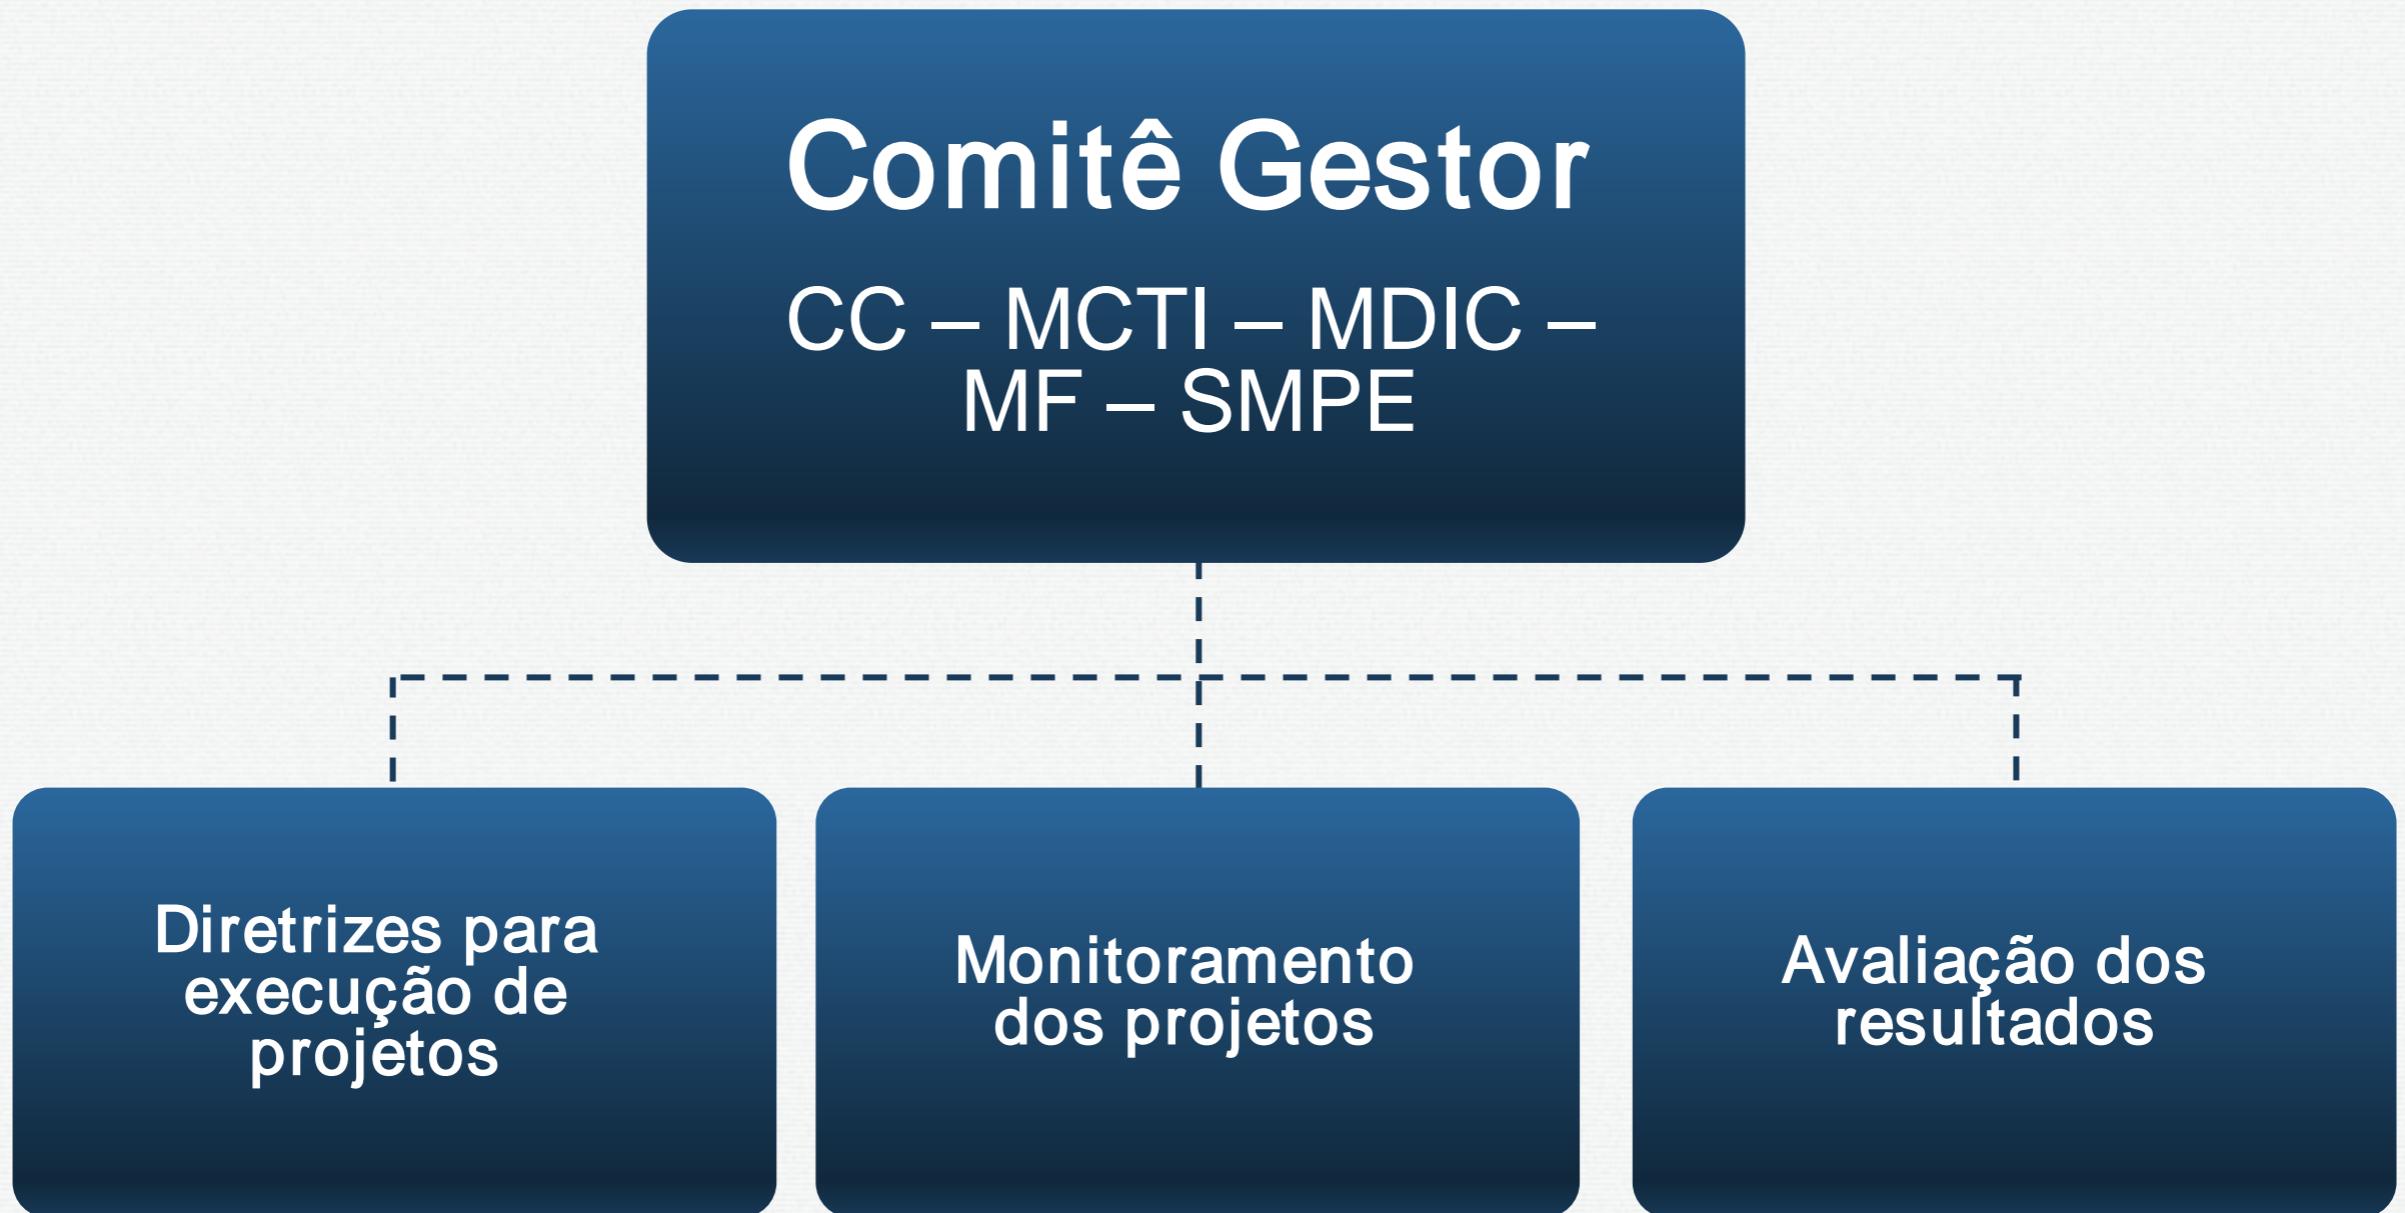 Comitê Gestor
CC – MCTI – MDIC –
MF – SMPE
Diretrizes para
execução de
projetos
Monitoramento
dos projetos
Avaliação dos
resultados